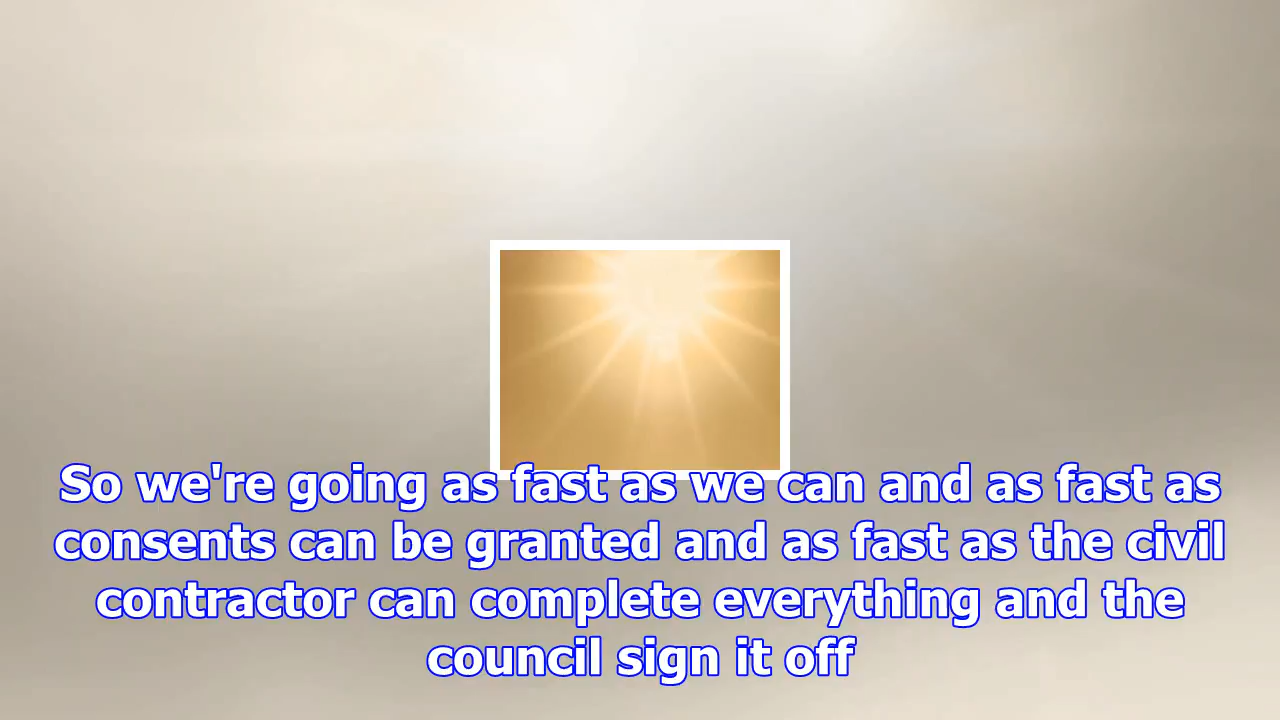 So we're going as fast as we can and as fast as
consents can be granted and as fast as the civil
contractor can complete everything and the
council sign it off